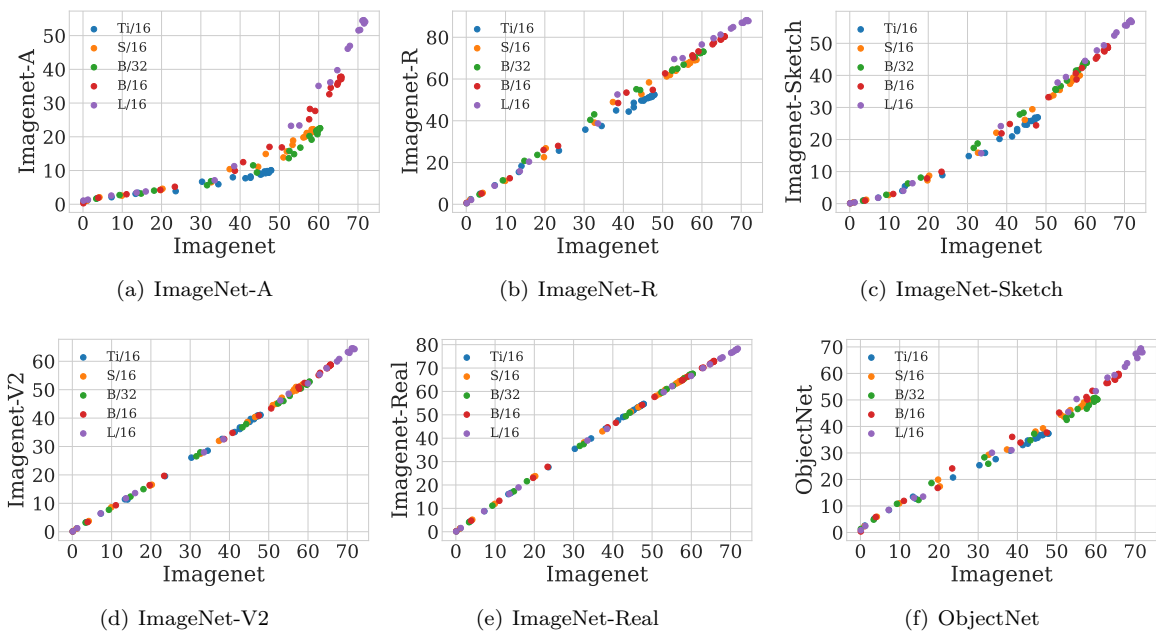 Imagenet-A
50
40
30
20
10
0
Ti/16
S/16
B/32
B/16
L/16
0 10 20 30 40 50 60 70
Imagenet
(a) ImageNet-A
Imagenet-R
80
60
40
20
0
Ti/16
S/16
B/32
B/16
L/16
0 10 20 30 40 50 60 70
Imagenet
(b) ImageNet-R
Imagenet-Sketch
50
40
30
20
10
0
Ti/16
S/16
B/32
B/16
L/16
0 10 20 30 40 50 60 70
Imagenet
(c) ImageNet-Sketch
Imagenet-V2
60
50
40
30
20
10
0
Ti/16
S/16
B/32
B/16
L/16
0 10 20 30 40 50 60 70
Imagenet
(d) ImageNet-V2
Imagenet-Real
80
70
60
50
40
30
20
10
0
Ti/16
S/16
B/32
B/16
L/16
0 10 20 30 40 50 60 70
Imagenet
(e) ImageNet-Real
ObjectNet
70
60
50
40
30
20
10
0
Ti/16
S/16
B/32
B/16
L/16
0 10 20 30 40 50 60 70
Imagenet
(f) ObjectNet